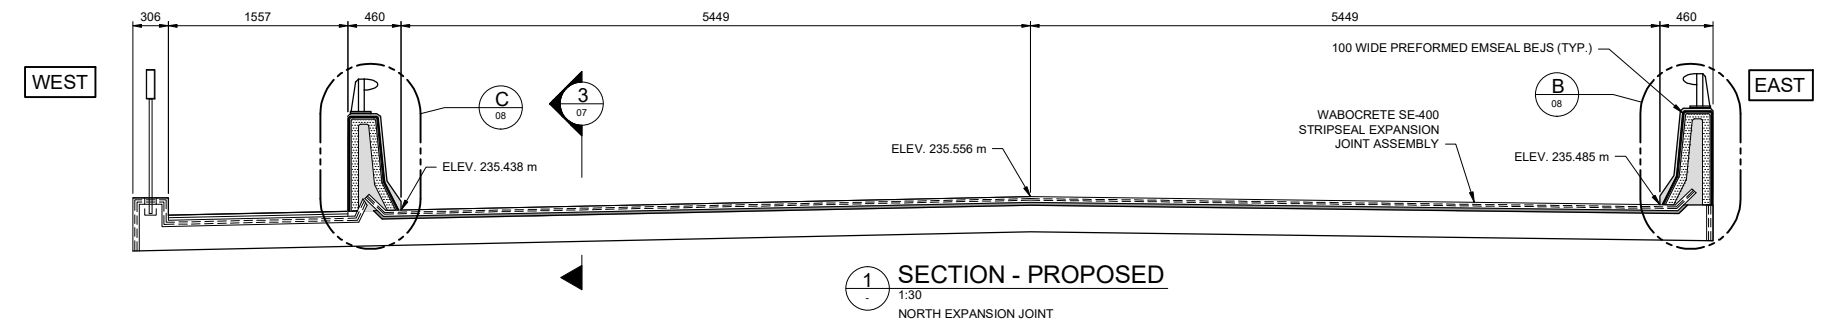 306
1557
460
5449
5449
460
WEST
EAST
100 WIDE PREFORMED EMSEAL BEJS (TYP.)
C
08
3
07
B
08
WABOCRETE SE-400
STRIPSEAL EXPANSION
JOINT ASSEMBLY
ELEV. 235.438 m
ELEV. 235.556 m
ELEV. 235.485 m
1
-
SECTION - PROPOSED
1:30
NORTH EXPANSION JOINT